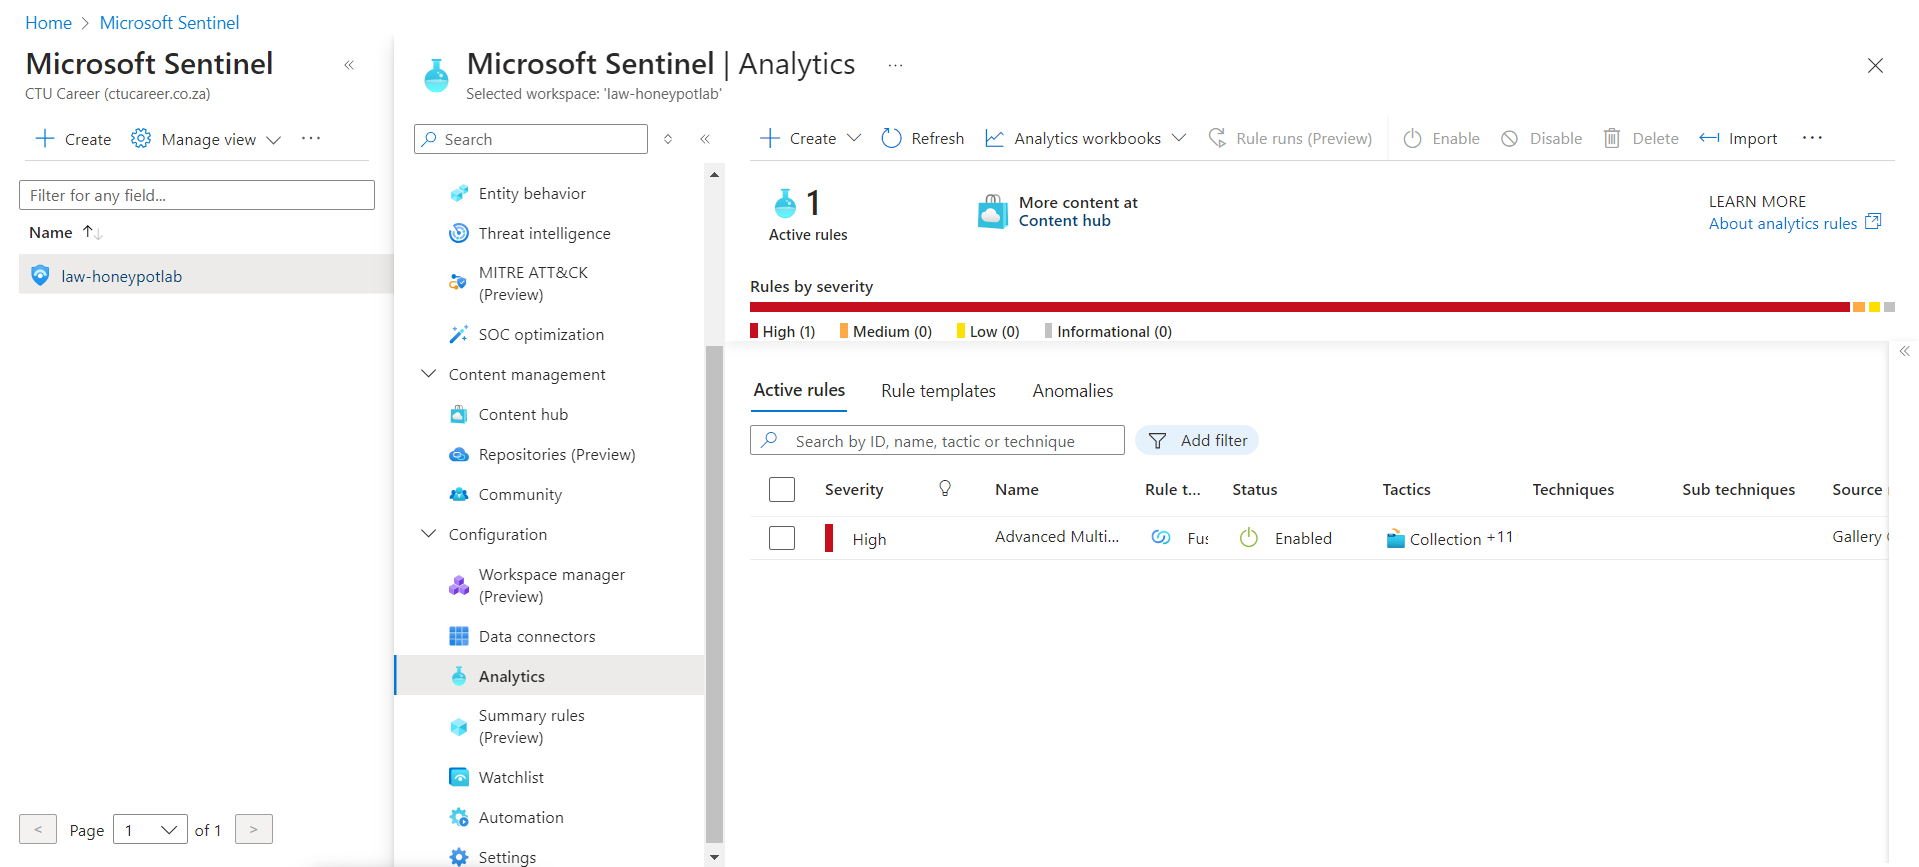 Home > Microsoft Sentinel
Microsoft Sentinel «
CTU Career (ctucareer.co.za)
+ Create Manage view ...
Filter for any field...
Name ↑↓
law-honeypotlab
< Page 1 of 1 >
Microsoft Sentinel | Analytics ...
Selected workspace: 'law-honeypotlab'
Search «
Entity behavior
Threat intelligence
MITRE ATT&CK
(Preview)
SOC optimization
Content management
Content hub
Repositories (Preview)
Community
Configuration
Workspace manager
(Preview)
Data connectors
Analytics
Summary rules
(Preview)
Watchlist
Automation
Settings
+ Create Refresh Analytics workbooks Rule runs (Preview) Enable Disable Delete Import ...
1
Active rules
More content at
Content hub
LEARN MORE
About analytics rules
Rules by severity
High (1) Medium (0) Low (0) Informational (0)
«
Active rules Rule templates Anomalies
Search by ID, name, tactic or technique Add filter
Severity Name Rule t... Status Tactics Techniques Sub techniques Source
High Advanced Multi... Fus Enabled Collection +11 Gallery